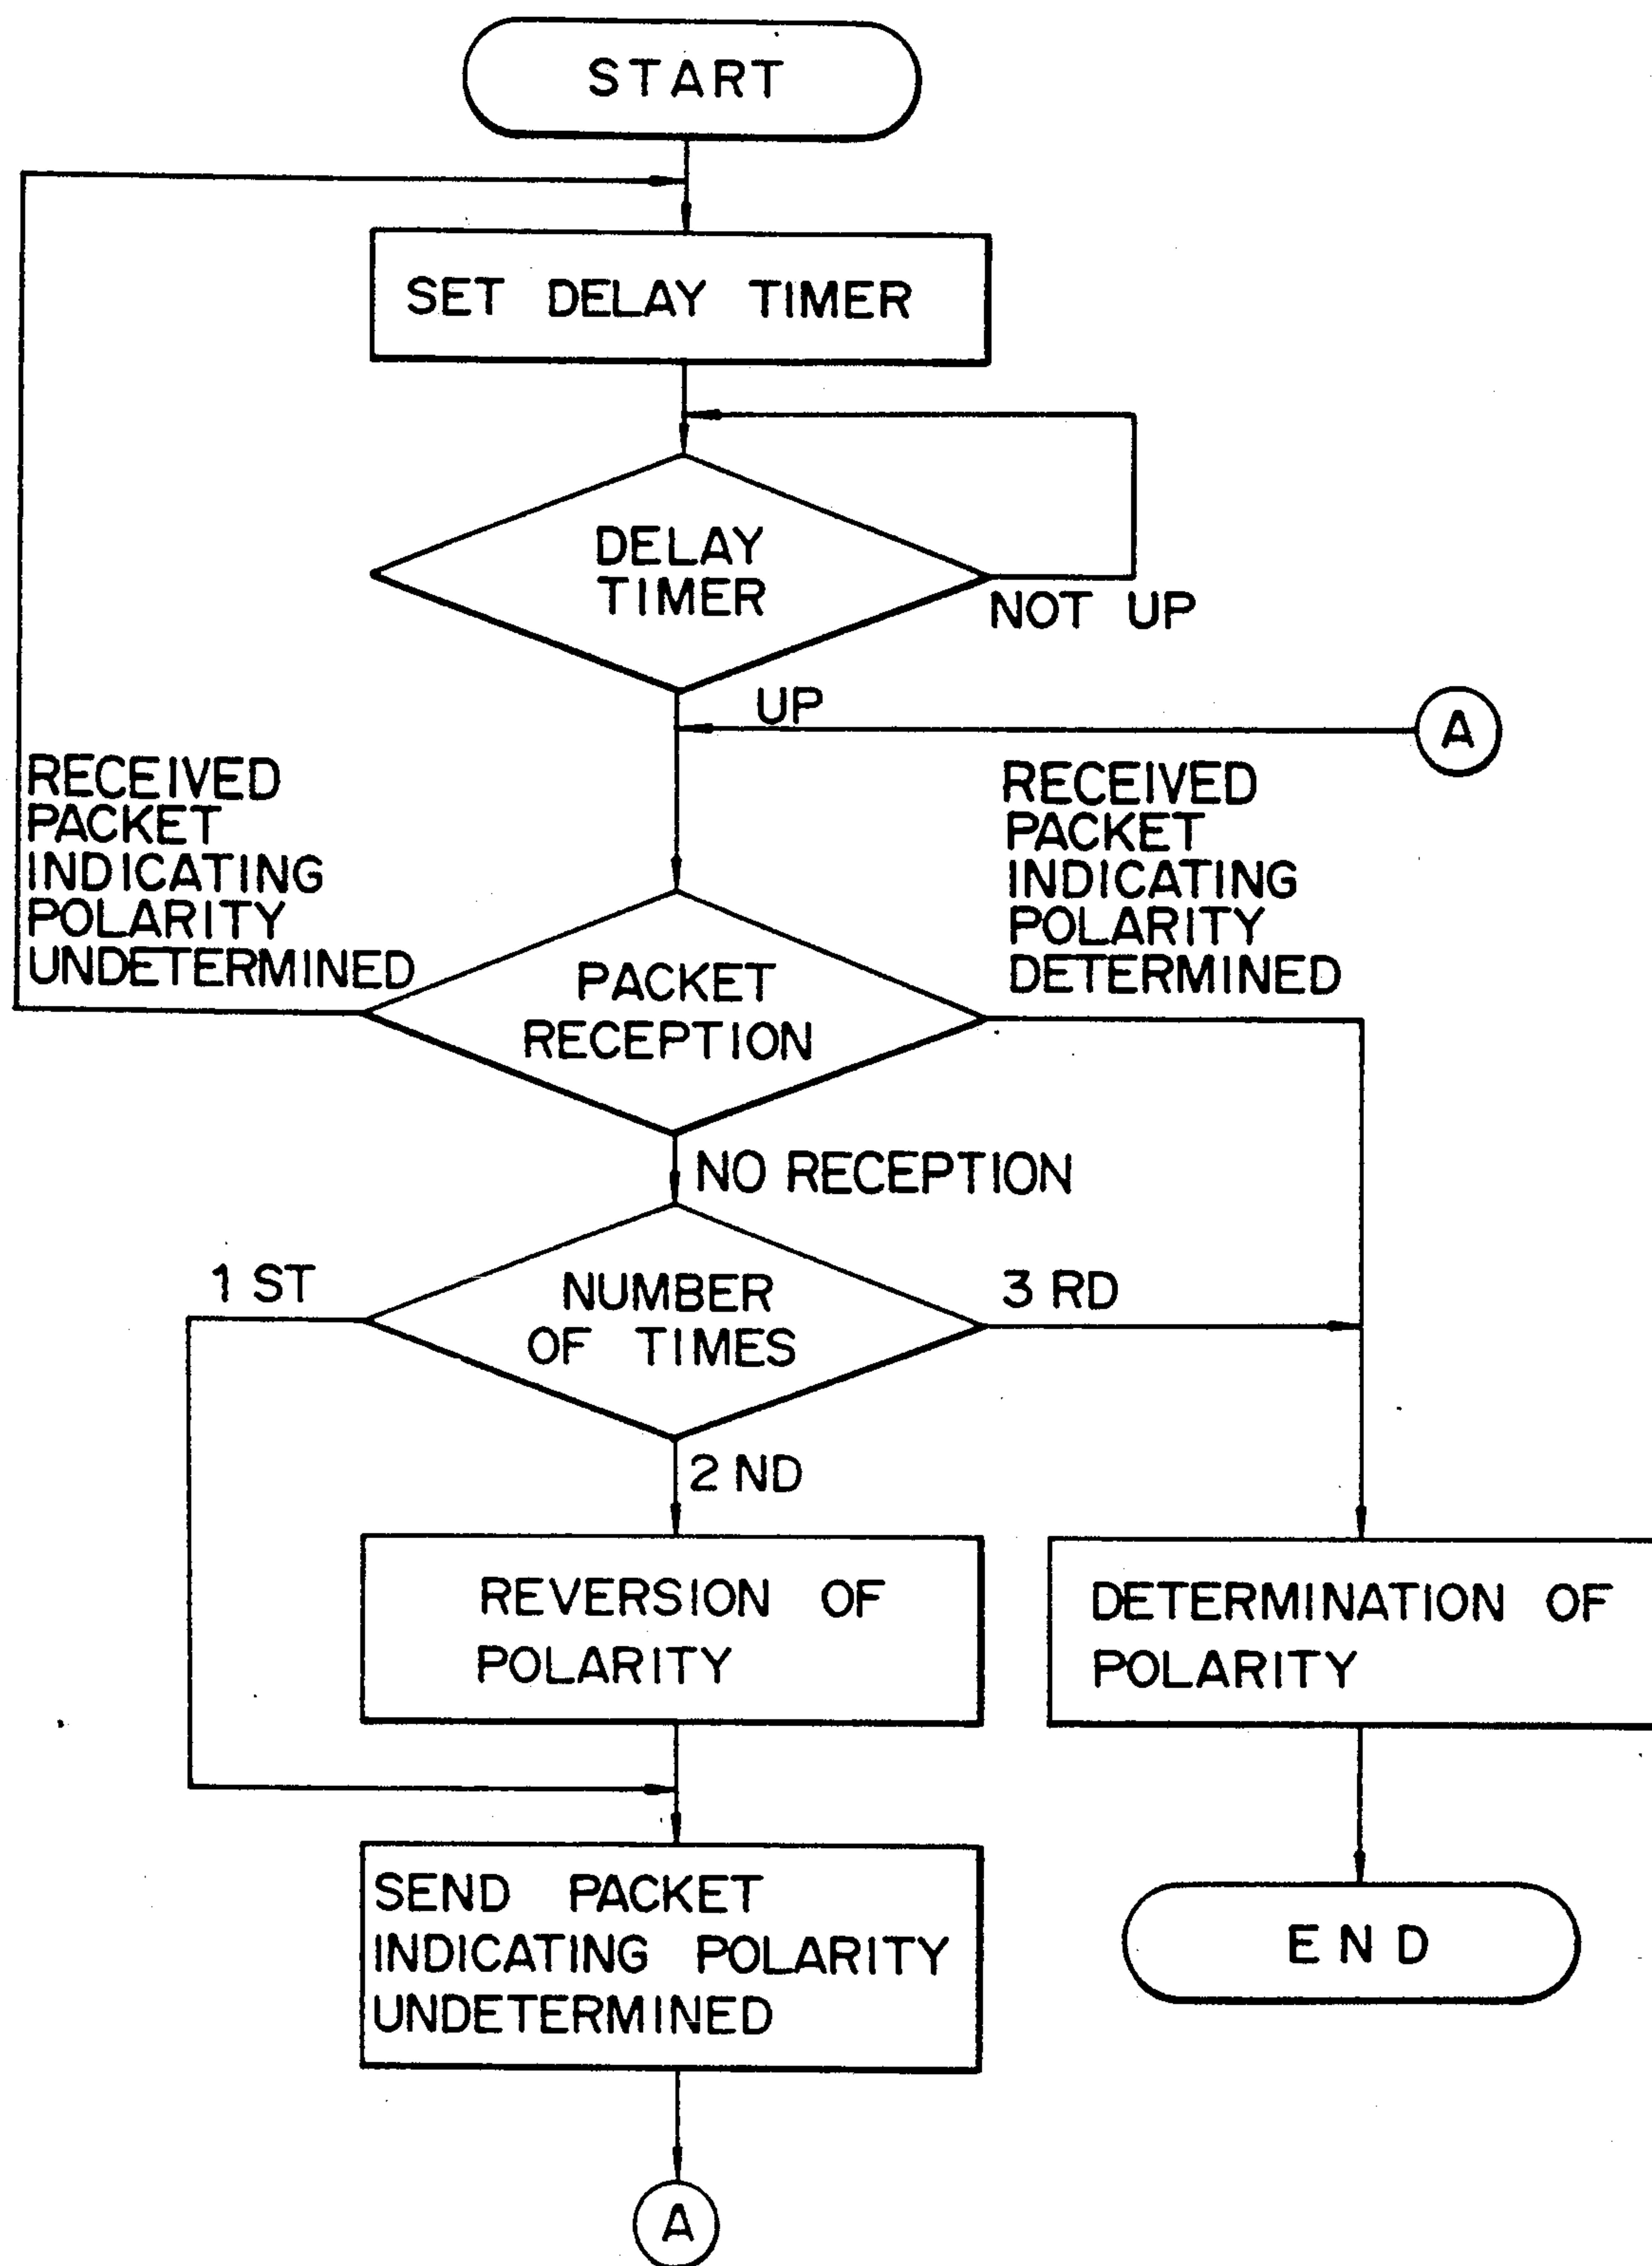 START
SET DELAY TIMER
DELAY
TIMER
NOT UP
UP
A
RECEIVED
PACKET
INDICATING
POLARITY
UNDETERMINED
RECEIVED
PACKET
INDICATING
POLARITY
DETERMINED
PACKET
RECEPTION
NO RECEPTION
1 ST
NUMBER
OF TIMES
3 RD
2 ND
REVERSION OF
POLARITY
DETERMINATION OF
POLARITY
SEND PACKET
INDICATING POLARITY
UNDETERMINED
END
A